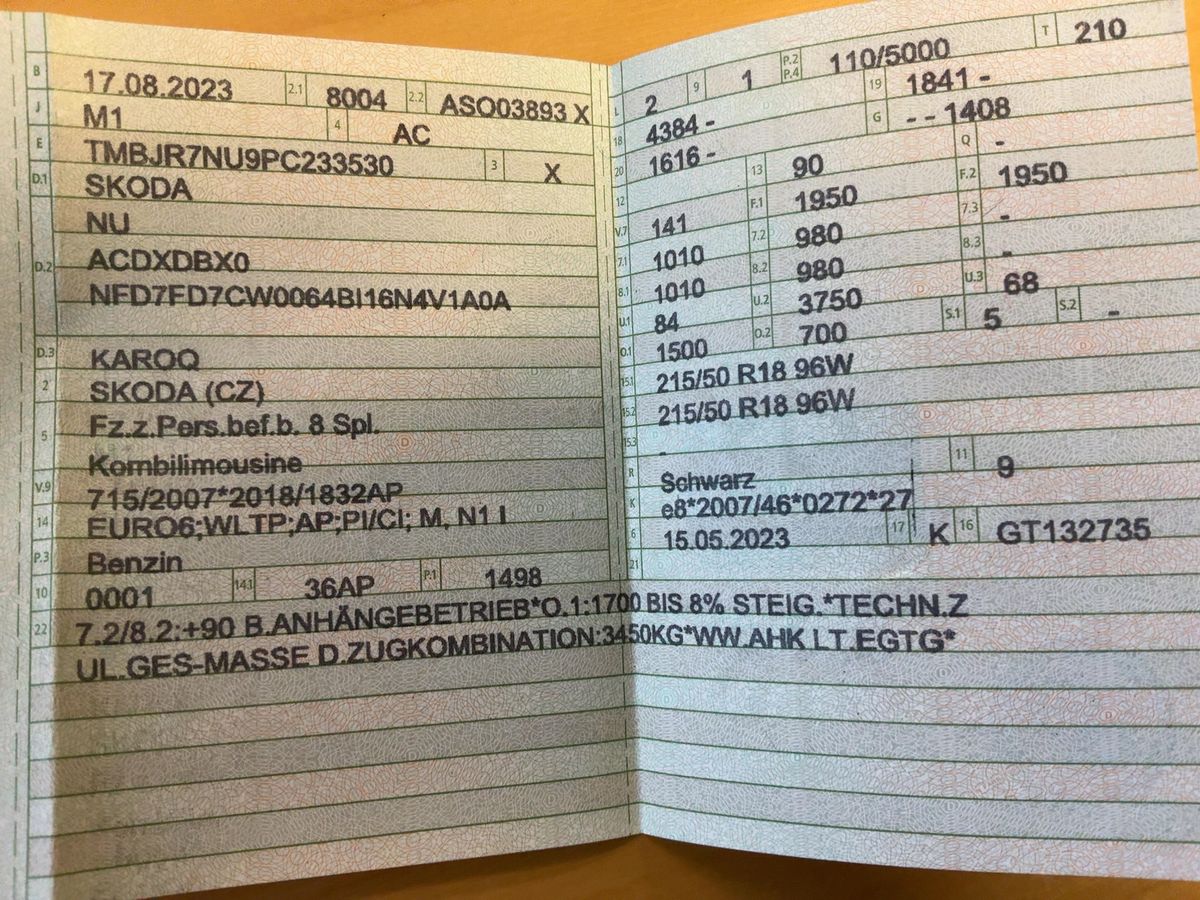 B 17.08.2023 2.1 8004 2.2 ASO03893 X
J M1 4 AC
E TMBJR7NU9PC233530 3 X
D.1 SKODA
NU
D.2 ACDXDBX0
NFD7FD7CW0064BI16N4V1A0A
D.3 KAROQ
2 SKODA (CZ)
5 Fz.z.Pers.bef.b. 8 Spl.
Kombilimousine
V.9 715/2007*2018/1832AP
14 EURO6;WLTP;AP;PI/CI; M, N1 I
P.3 Benzin
10 0001 14.1 36AP P.1 1498
L 2 9 1 P.2 P.4 110/5000 T 210
18 4384 - 19 1841 -
20 1616 - G - - 1408
12 13 90 Q -
V.7 141 F.1 1950 F.2 1950
7.1 1010 7.2 980 7.3 -
8.1 1010 8.2 980 8.3 -
U.1 84 U.2 3750 U.3 68
O.1 1500 O.2 700 S.1 5 S.2 -
15.1 215/50 R18 96W
15.2 215/50 R18 96W
15.3 -
R Schwarz 11 9
K e8*2007/46*0272*27
6 15.05.2023 17 K 16 GT132735
21
22 7.2/8.2:+90 B.ANHÄNGEBETRIEB*O.1:1700 BIS 8% STEIG.*TECHN.Z
UL.GES-MASSE D.ZUGKOMBINATION:3450KG*WW.AHK LT.EGTG*